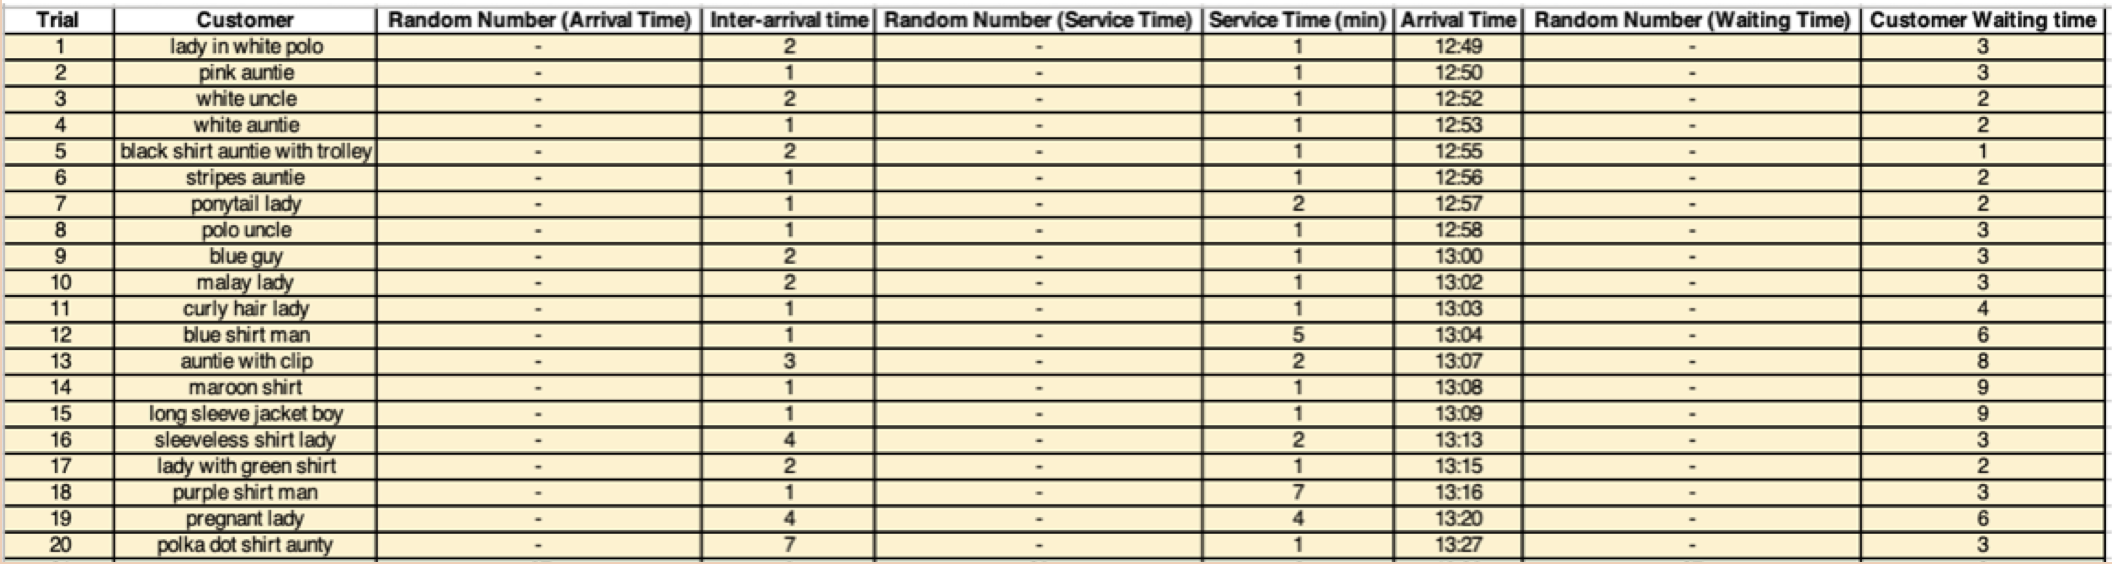 Trial Customer Random Number (Arrival Time) Inter-arrival time Random Number (Service Time) Service Time (min) Arrival Time Random Number (Waiting Time) Customer Waiting time
1 lady in white polo - 2 - 1 12:49 - 3
2 pink auntie - 1 - 1 12:50 - 3
3 white uncle - 2 - 1 12:52 - 2
4 white auntie - 1 - 1 12:53 - 2
5 black shirt auntie with trolley - 2 - 1 12:55 - 1
6 stripes auntie - 1 - 1 12:56 - 2
7 ponytail lady - 1 - 2 12:57 - 2
8 polo uncle - 1 - 1 12:58 - 3
9 blue guy - 2 - 1 13:00 - 3
10 malay lady - 2 - 1 13:02 - 3
11 curly hair lady - 1 - 1 13:03 - 4
12 blue shirt man - 1 - 5 13:04 - 6
13 auntie with clip - 3 - 2 13:07 - 8
14 maroon shirt - 1 - 1 13:08 - 9
15 long sleeve jacket boy - 1 - 1 13:09 - 9
16 sleeveless shirt lady - 4 - 2 13:13 - 3
17 lady with green shirt - 2 - 1 13:15 - 2
18 purple shirt man - 1 - 7 13:16 - 3
19 pregnant lady - 4 - 4 13:20 - 6
20 polka dot shirt aunty - 7 - 1 13:27 - 3